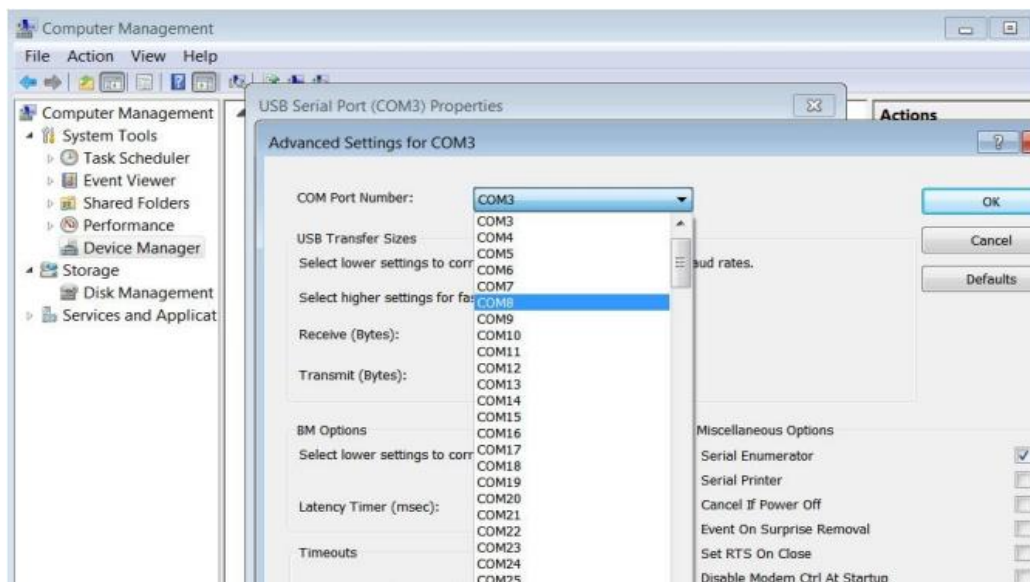 Computer Management
File Action View Help
Computer Management
System Tools
Task Scheduler
Event Viewer
Shared Folders
Performance
Device Manager
Storage
Disk Management
Services and Applicat
USB Serial Port (COM3) Properties
Actions
Advanced Settings for COM3
COM Port Number:
COM3
OK
Cancel
Defaults
COM3
COM4
COM5
COM6
COM7
COM8
COM9
COM10
COM11
COM12
COM13
COM14
COM15
COM16
COM17
COM18
COM19
COM20
COM21
COM22
COM23
COM24
COM25
USB Transfer Sizes
Select lower settings to corr
aud rates.
Select higher settings for fa
Receive (Bytes):
Transmit (Bytes):
BM Options
Select lower settings to corr
Latency Timer (msec):
Timeouts
Miscellaneous Options
Serial Enumerator
Serial Printer
Cancel If Power Off
Event On Surprise Removal
Set RTS On Close
Disable Modem Ctrl At Startup